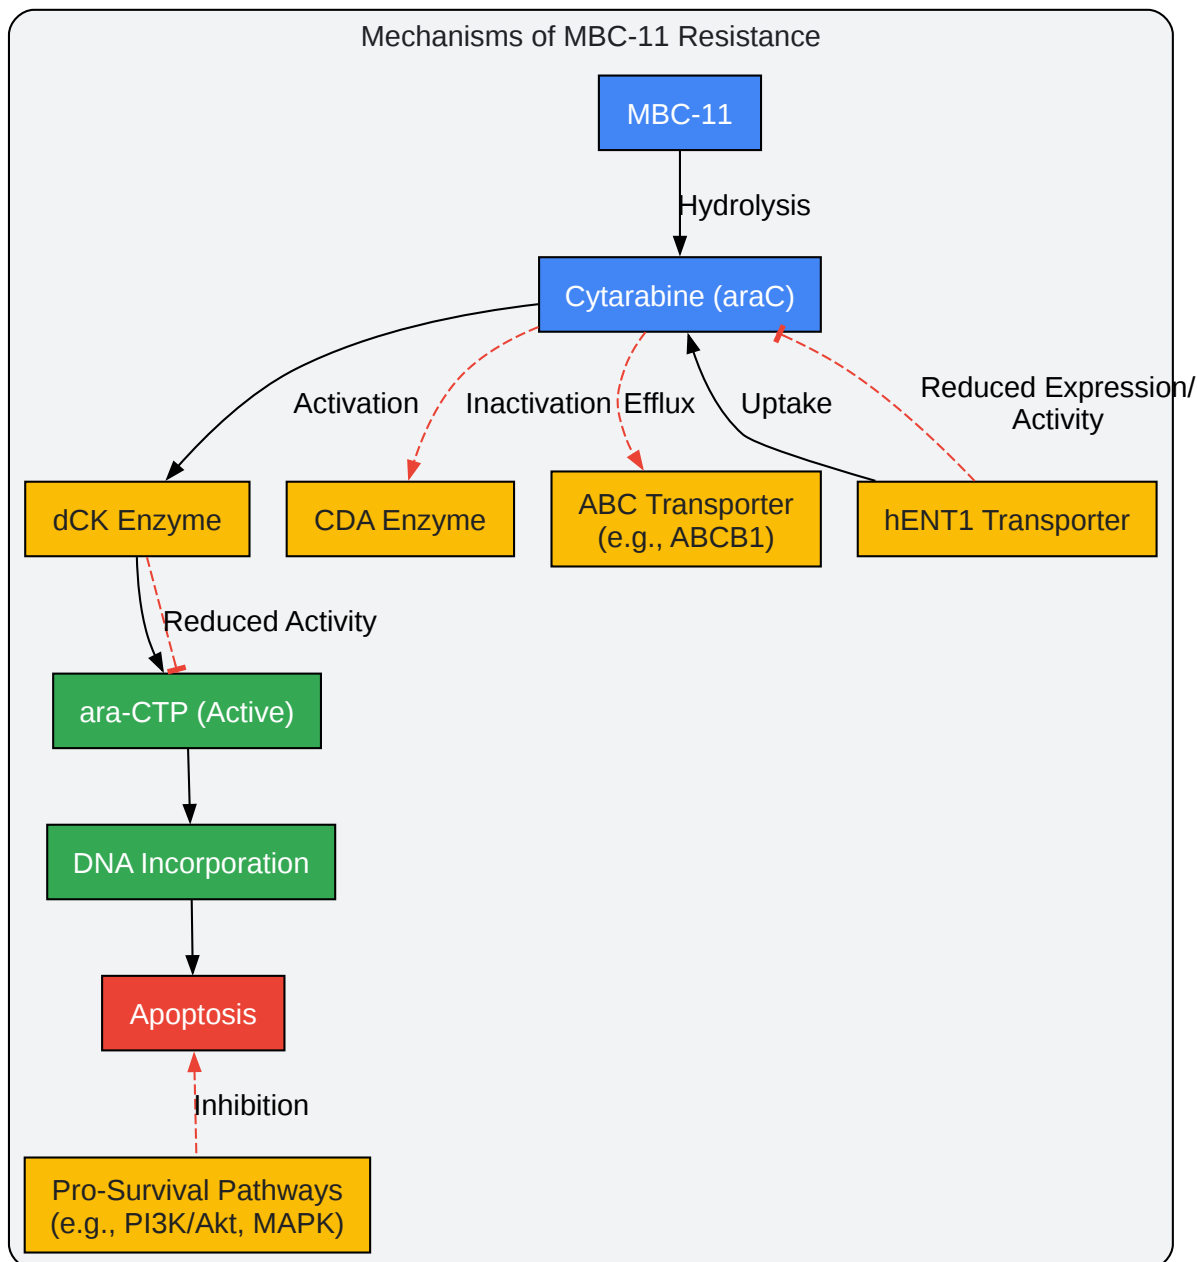 Mechanisms of MBC-11 Resistance
MBC-11
Hydrolysis
Cytarabine (araC)
Activation
Inactivation
Efflux
Uptake
Reduced Expression/
Activity
dCK Enzyme
CDA Enzyme
ABC Transporter
(e.g., ABCB1)
hENT1 Transporter
Reduced Activity
ara-CTP (Active)
DNA Incorporation
Apoptosis
Inhibition
Pro-Survival Pathways
(e.g., PI3K/Akt, MAPK)